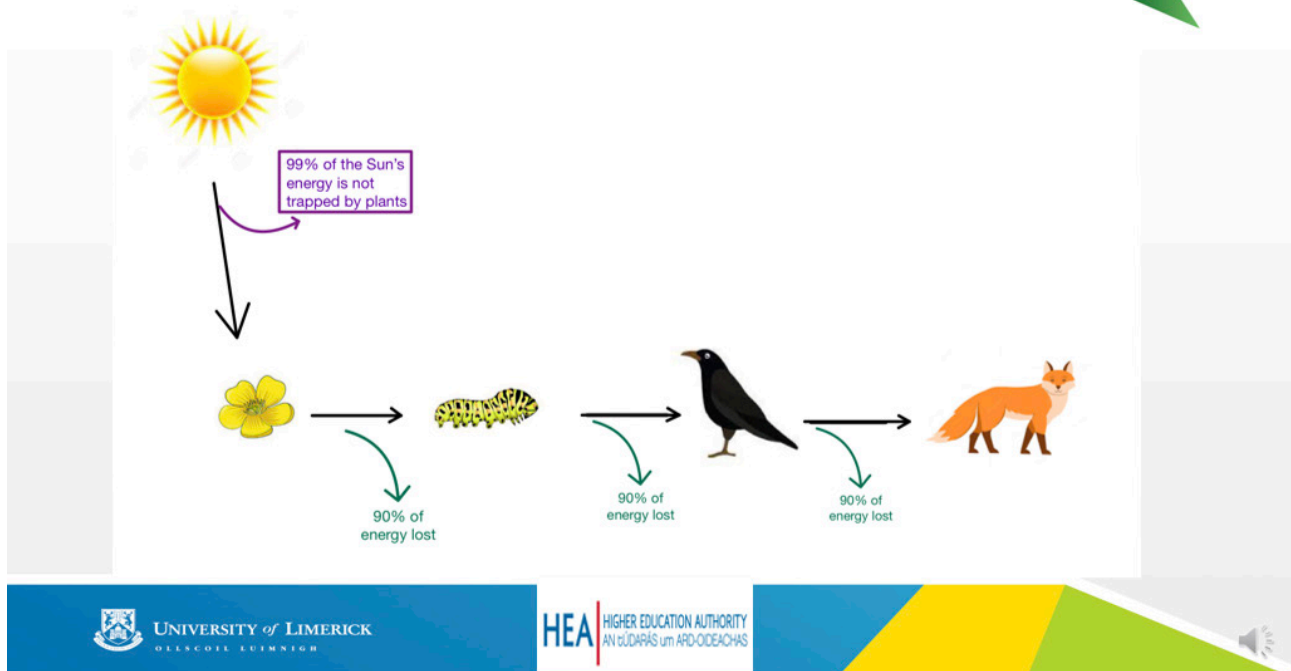 99% of the Sun's
energy is not
trapped by plants
90% of
energy lost
90% of
energy lost
90% of
energy lost
UNIVERSITY of LIMERICK
OLLSCOIL LUIMNIGH
HEA
HIGHER EDUCATION AUTHORITY
AN tÚDARÁS um ARD-OIDEACHAS